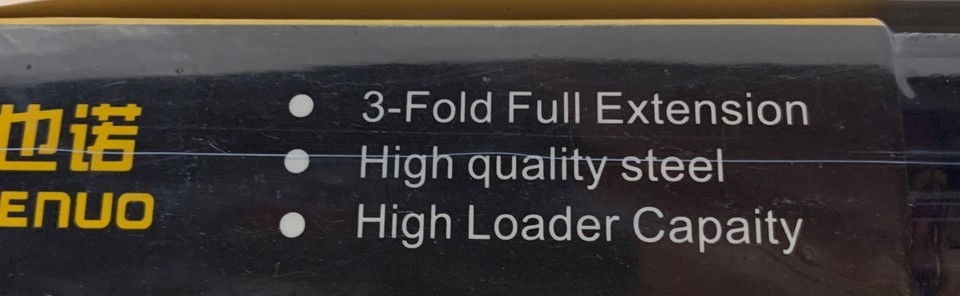 也诺
ENUO
3-Fold Full Extension
High quality steel
High Loader Capaity